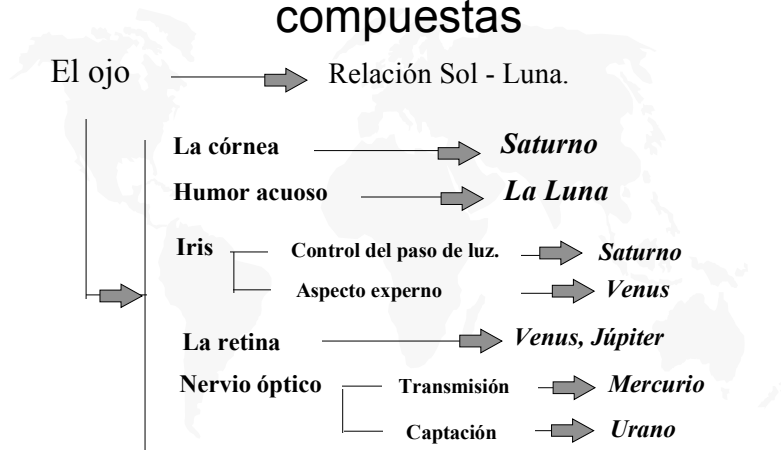 compuestas
El ojo Relación Sol - Luna.
La córnea Saturno
Humor acuoso La Luna
Iris Control del paso de luz. Saturno
Aspecto experno Venus
La retina Venus, Júpiter
Nervio óptico Transmisión Mercurio
Captación Urano